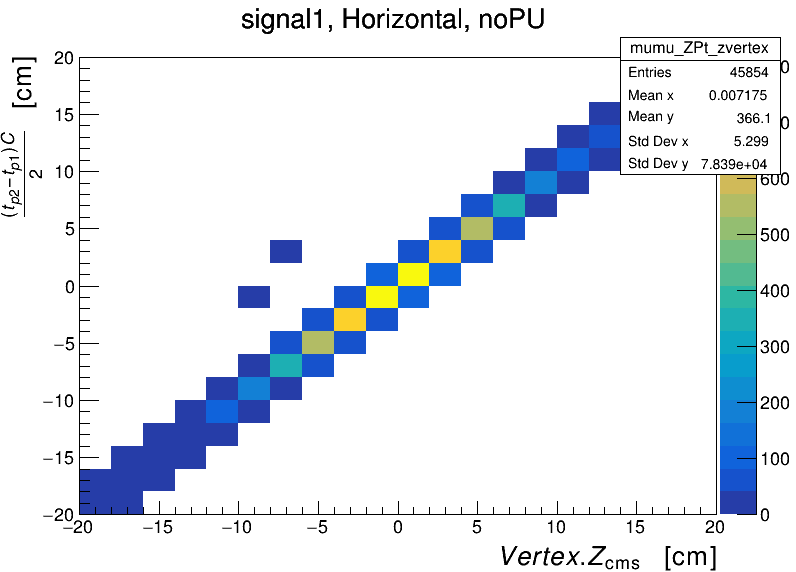 signal1, Horizontal, noPU
mumu_ZPt_zvertex
Entries 45854
Mean x 0.007175
Mean y 366.1
Std Dev x 5.299
Std Dev y 7.839e+04
(t_{p2}−t_{p1})C
2
[cm]
20
15
10
5
0
−5
−10
−15
−20
−20 −15 −10 −5 0 5 10 15 20
Vertex.Z_{cms} [cm]
600
500
400
300
200
100
0